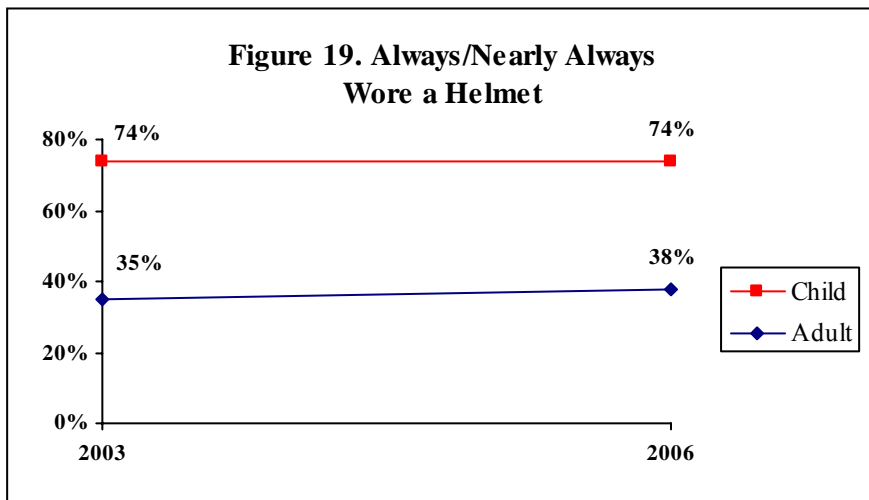 Figure 19. Always/Nearly Always
Wore a Helmet
80%
74%
74%
60%
35%
38%
40%
20%
0%
2003
2006
Child
Adult